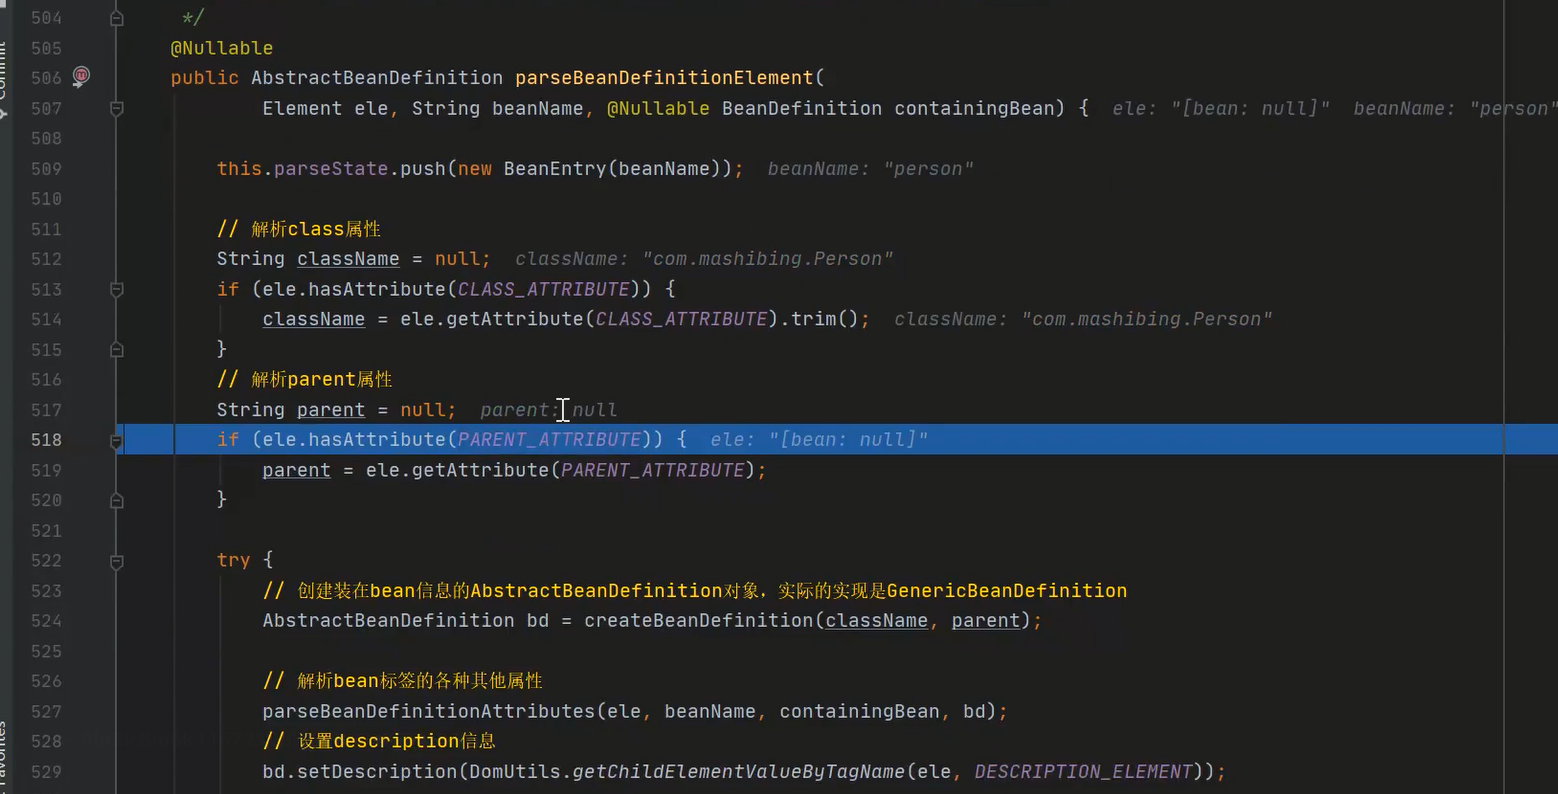 504 */
505 @Nullable
506 public AbstractBeanDefinition parseBeanDefinitionElement(
507 Element ele, String beanName, @Nullable BeanDefinition containingBean) { ele: "[bean: null]" beanName: "person"
508
509 this.parseState.push(new BeanEntry(beanName)); beanName: "person"
510
511 // 解析class属性
512 String className = null; className: "com.mashibing.Person"
513 if (ele.hasAttribute(CLASS_ATTRIBUTE)) {
514 className = ele.getAttribute(CLASS_ATTRIBUTE).trim(); className: "com.mashibing.Person"
515 }
516 // 解析parent属性
517 String parent = null; parent: null
518 if (ele.hasAttribute(PARENT_ATTRIBUTE)) { ele: "[bean: null]"
519 parent = ele.getAttribute(PARENT_ATTRIBUTE);
520 }
521
522 try {
523 // 创建装在bean信息的AbstractBeanDefinition对象，实际的实现是GenericBeanDefinition
524 AbstractBeanDefinition bd = createBeanDefinition(className, parent);
525
526 // 解析bean标签的各种其他属性
527 parseBeanDefinitionAttributes(ele, beanName, containingBean, bd);
528 // 设置description信息
529 bd.setDescription(DomUtils.getChildElementValueByTagName(ele, DESCRIPTION_ELEMENT));